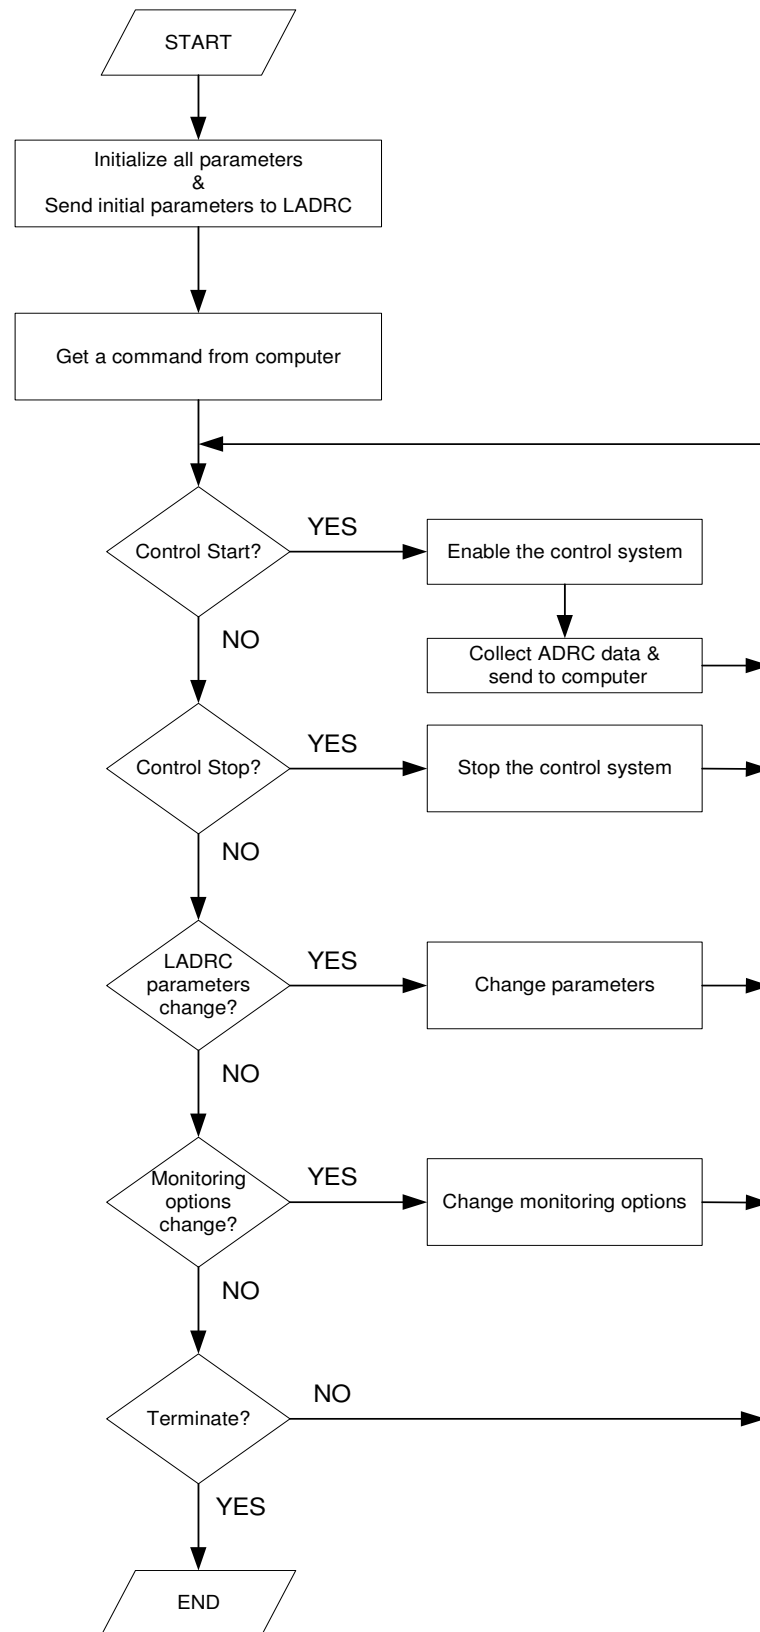 START
Initialize all parameters
&
Send initial parameters to LADRC
Get a command from computer
Control Start?
YES
Enable the control system
NO
Collect ADRC data &
send to computer
Control Stop?
YES
Stop the control system
NO
LADRC
parameters
change?
YES
Change parameters
NO
Monitoring
options
change?
YES
Change monitoring options
NO
Terminate?
NO
YES
END